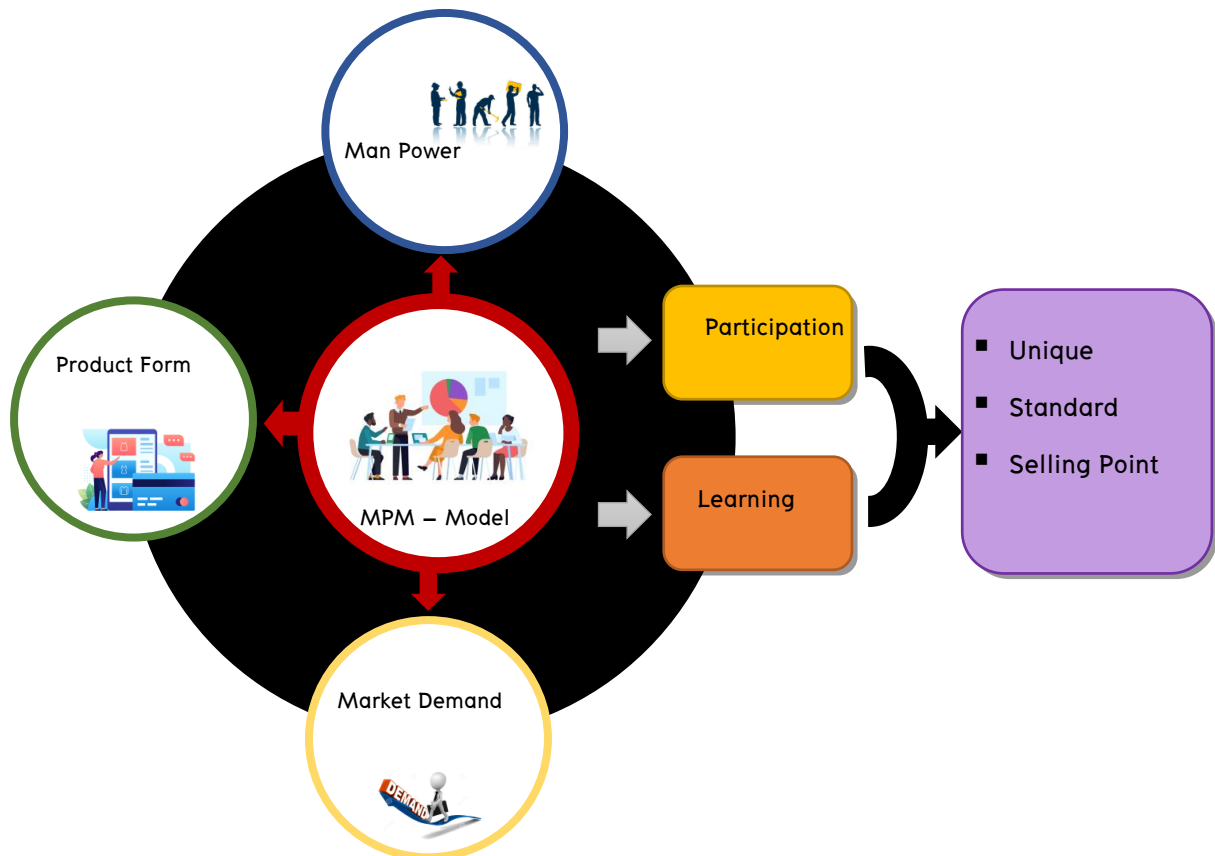 Man Power
Product Form
MPM – Model
Market Demand
DEMAND
Participation
Learning
▪ Unique
▪ Standard
▪ Selling Point